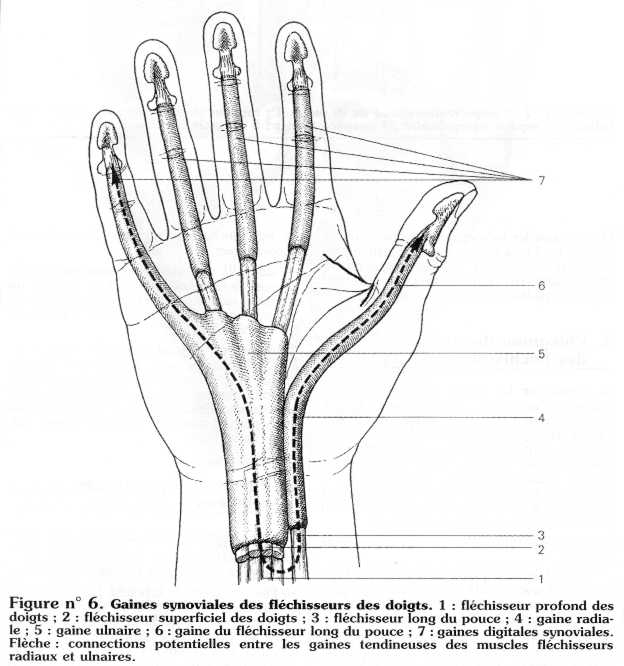 7
6
5
4
3
2
1
Figure n° 6. Gaines synoviales des fléchisseurs des doigts. 1 : fléchisseur profond des
doigts ; 2 : fléchisseur superficiel des doigts ; 3 : fléchisseur long du pouce ; 4 : gaine radia-
le ; 5 : gaine ulnaire ; 6 : gaine du fléchisseur long du pouce ; 7 : gaines digitales synoviales.
Flèche : connections potentielles entre les gaines tendineuses des muscles fléchisseurs
radiaux et ulnaires.